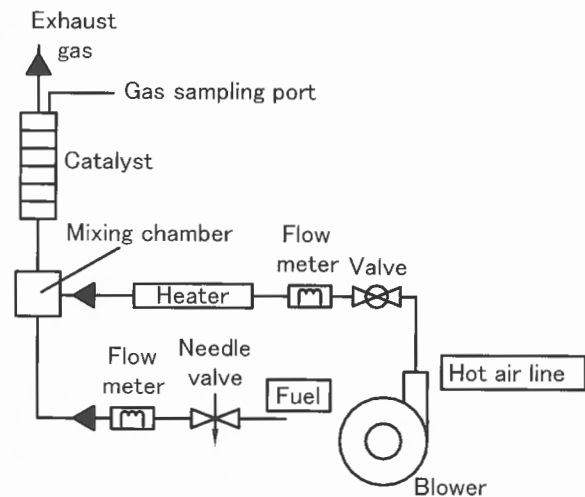 Exhaust
gas
Gas sampling port
Catalyst
Mixing chamber
Flow
meter
Valve
Heater
Flow
meter
Needle
valve
Fuel
Hot air line
Blower